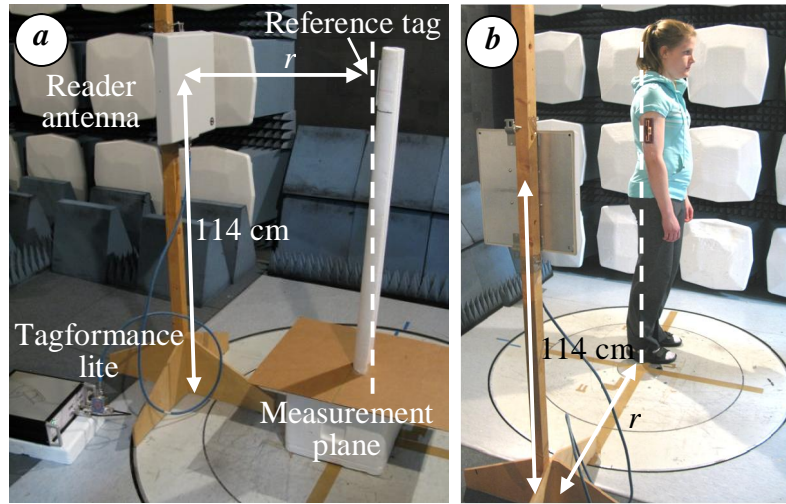 a
Reference tag
r
Reader
antenna
114 cm
Tagformance
lite
Measurement
plane
b
114 cm
r